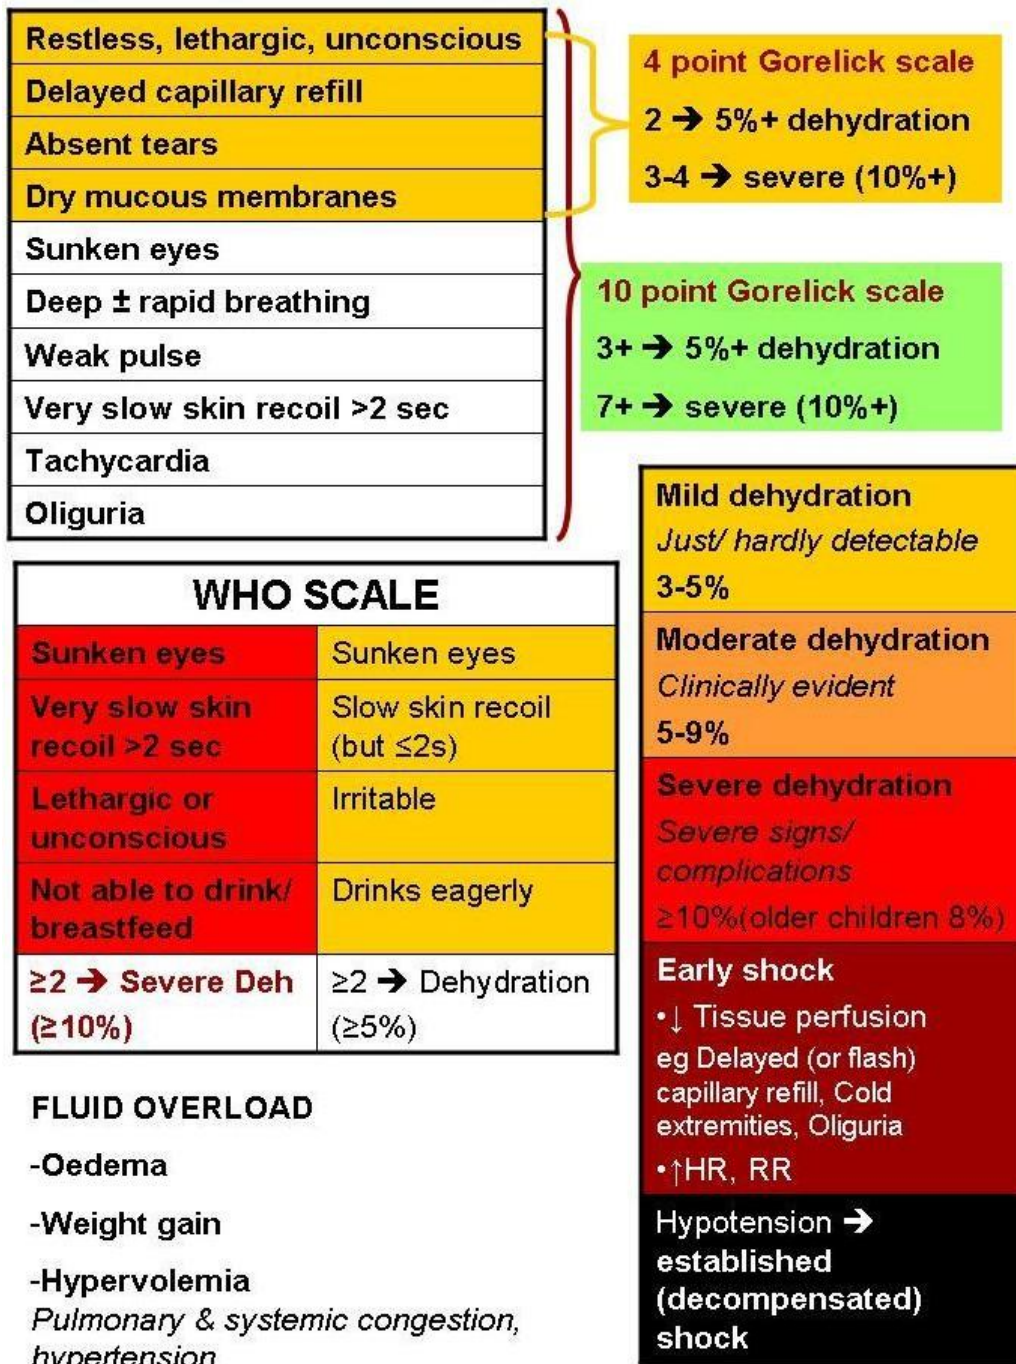 Restless, lethargic, unconscious
Delayed capillary refill
Absent tears
Dry mucous membranes
Sunken eyes
Deep ± rapid breathing
Weak pulse
Very slow skin recoil >2 sec
Tachycardia
Oliguria
4 point Gorelick scale
2 → 5%+ dehydration
3-4 → severe (10%+)
10 point Gorelick scale
3+ → 5%+ dehydration
7+ → severe (10%+)
WHO SCALE
Sunken eyes
Sunken eyes
Very slow skin
recoil >2 sec
Slow skin recoil
(but ≤2s)
Lethargic or
unconscious
Irritable
Not able to drink/
breastfeed
Drinks eagerly
≥2 → Severe Deh
(≥10%)
≥2 → Dehydration
(≥5%)
Mild dehydration
Just/ hardly detectable
3-5%
Moderate dehydration
Clinically evident
5-9%
Severe dehydration
Severe signs/
complications
≥10%(older children 8%)
Early shock
•↓ Tissue perfusion
eg Delayed (or flash)
capillary refill, Cold
extremities, Oliguria
•↑HR, RR
Hypotension →
established
(decompensated)
shock
FLUID OVERLOAD
-Oedema
-Weight gain
-Hypervolemia
Pulmonary & systemic congestion,
hypertension